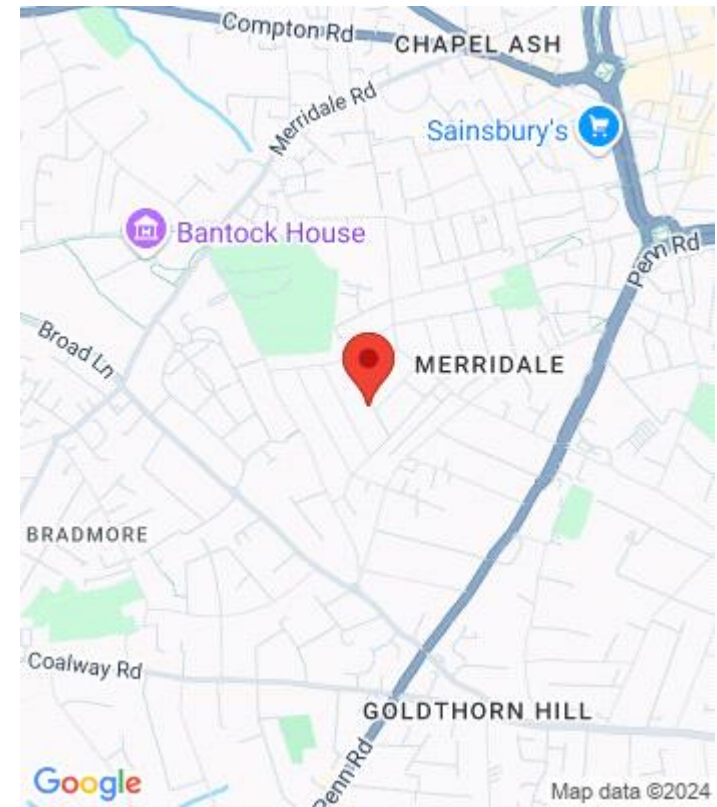 Compton Rd
CHAPEL ASH
Merridale Rd
Sainsbury's
Bantock House
Penn Rd
Broad Ln
MERRIDALE
BRADMORE
Coalway Rd
GOLDTHORN HILL
Penn Rd
Google
Map data ©2024